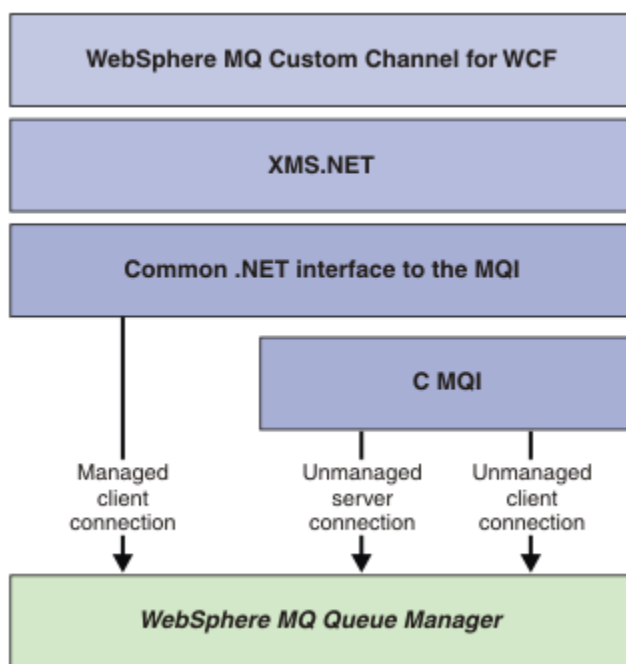 WebSphere MQ Custom Channel for WCF
XMS.NET
Common .NET interface to the MQI
C MQI
Managed
client
connection
Unmanaged
server
connection
Unmanaged
client
connection
WebSphere MQ Queue Manager